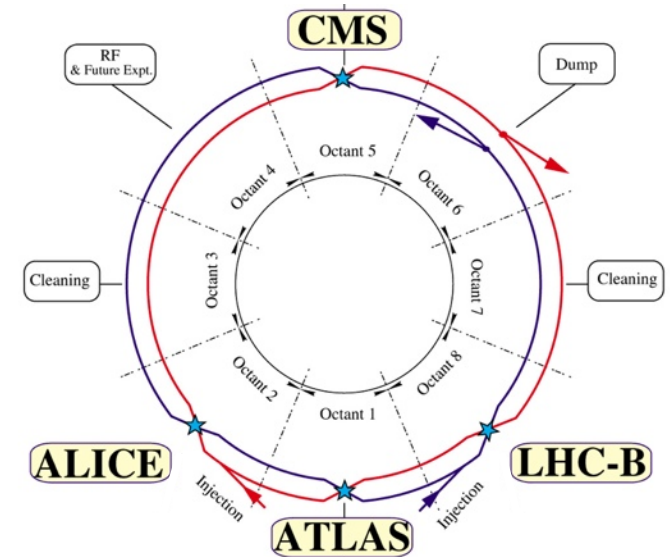 CMS
RF
& Future Expt.
Dump
Octant 5
Octant 4
Octant 6
Cleaning
Octant 3
Octant 7
Cleaning
Octant 2
Octant 8
Octant 1
ALICE
LHC-B
Injection
Injection
ATLAS